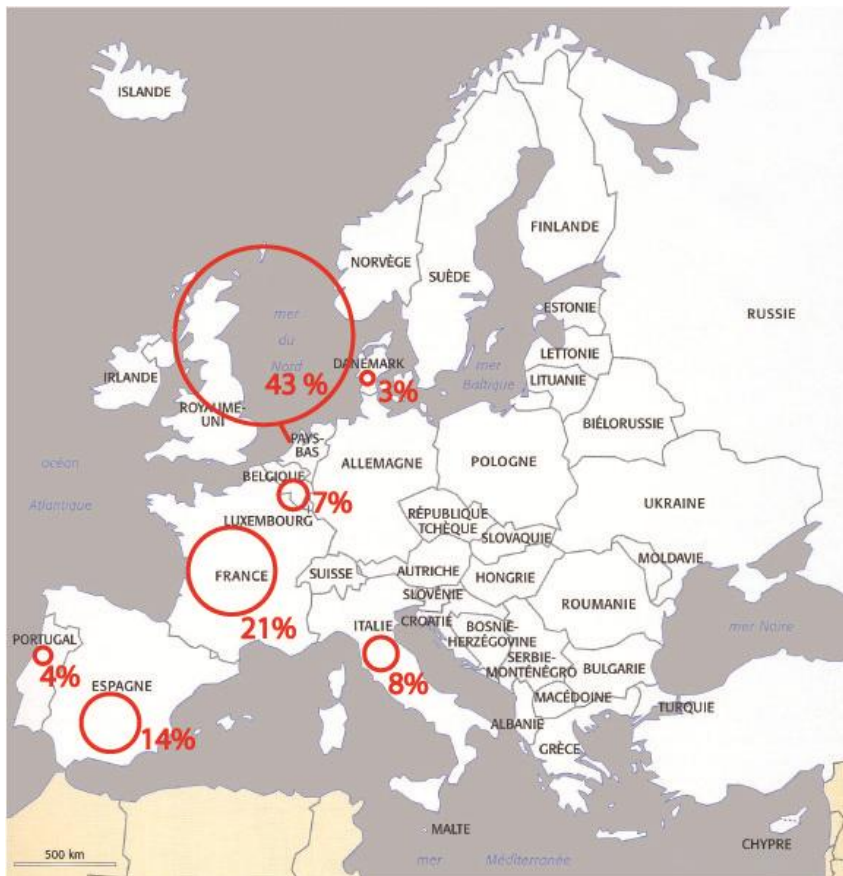 ISLANDE
FINLANDE
NORVÈGE
SUÈDE
ESTONIE
RUSSIE
mer
du
Nord
LETTONIE
DANEMARK
mer
Baltique
LITUANIE
IRLANDE
43 %
3%
ROYAUME-
UNI
BIÉLORUSSIE
PAYS-
BAS
océan
Atlantique
ALLEMAGNE
POLOGNE
BELGIQUE
7%
UKRAINE
LUXEMBOURG
RÉPUBLIQUE
TCHÈQUE
SLOVAQUIE
MOLDAVIE
FRANCE
SUISSE
AUTRICHE
HONGRIE
SLOVÉNIE
ROUMANIE
21%
ITALIE
CROATIE
BOSNIE-
HERZÉGOVINE
mer Noire
PORTUGAL
4%
SERBIE-
MONTÉNÉGRO
BULGARIE
8%
ESPAGNE
MACÉDOINE
TURQUIE
14%
ALBANIE
GRÈCE
MALTE
CHYPRE
500 km
mer Méditerranée